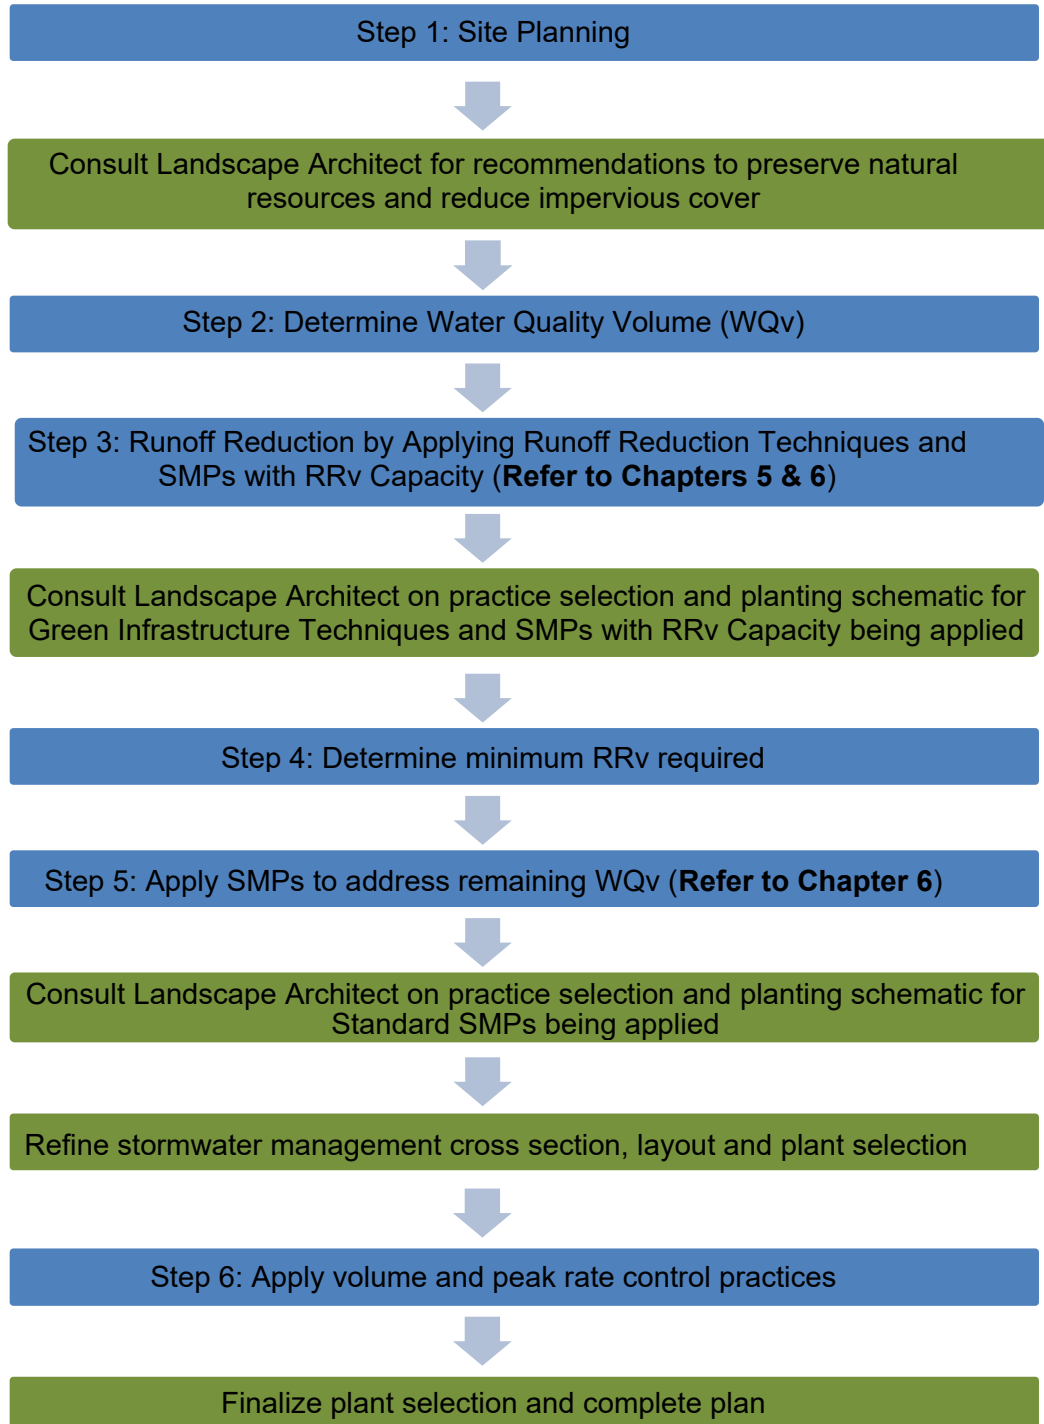 Step 1: Site Planning
Consult Landscape Architect for recommendations to preserve natural
resources and reduce impervious cover
Step 2: Determine Water Quality Volume (WQv)
Step 3: Runoff Reduction by Applying Runoff Reduction Techniques and
SMPs with RRv Capacity (Refer to Chapters 5 & 6)
Consult Landscape Architect on practice selection and planting schematic for
Green Infrastructure Techniques and SMPs with RRv Capacity being applied
Step 4: Determine minimum RRv required
Step 5: Apply SMPs to address remaining WQv (Refer to Chapter 6)
Consult Landscape Architect on practice selection and planting schematic for
Standard SMPs being applied
Refine stormwater management cross section, layout and plant selection
Step 6: Apply volume and peak rate control practices
Finalize plant selection and complete plan